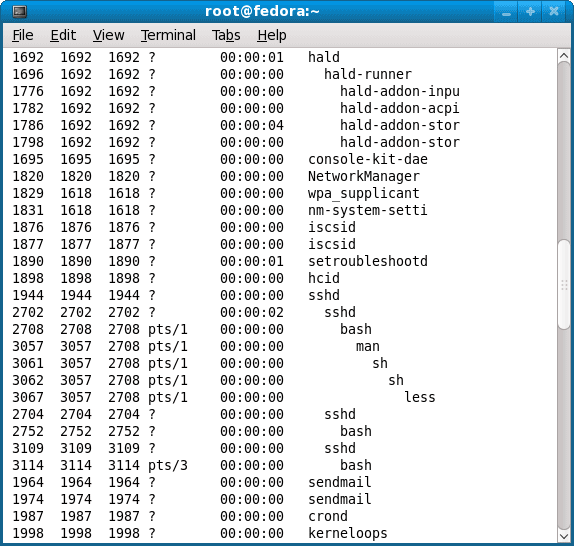 root@fedora:~
File Edit View Terminal Tabs Help
1692 1692 1692 ? 00:00:01 hald
1696 1692 1692 ? 00:00:00 hald-runner
1776 1692 1692 ? 00:00:00 hald-addon-inpu
1782 1692 1692 ? 00:00:00 hald-addon-acpi
1786 1692 1692 ? 00:00:04 hald-addon-stor
1798 1692 1692 ? 00:00:00 hald-addon-stor
1695 1695 1695 ? 00:00:00 console-kit-dae
1820 1820 1820 ? 00:00:00 NetworkManager
1829 1618 1618 ? 00:00:00 wpa_supplicant
1831 1618 1618 ? 00:00:00 nm-system-setti
1876 1876 1876 ? 00:00:00 iscsid
1877 1877 1877 ? 00:00:00 iscsid
1890 1890 1890 ? 00:00:01 setroubleshootd
1898 1898 1898 ? 00:00:00 hcid
1944 1944 1944 ? 00:00:00 sshd
2702 2702 2702 ? 00:00:02 sshd
2708 2708 2708 pts/1 00:00:00 bash
3057 3057 2708 pts/1 00:00:00 man
3061 3057 2708 pts/1 00:00:00 sh
3062 3057 2708 pts/1 00:00:00 sh
3067 3057 2708 pts/1 00:00:00 less
2704 2704 2704 ? 00:00:00 sshd
2752 2752 2752 ? 00:00:00 bash
3109 3109 3109 ? 00:00:00 sshd
3114 3114 3114 pts/3 00:00:00 bash
1964 1964 1964 ? 00:00:00 sendmail
1974 1974 1974 ? 00:00:00 sendmail
1987 1987 1987 ? 00:00:00 crond
1998 1998 1998 ? 00:00:00 kerneloops